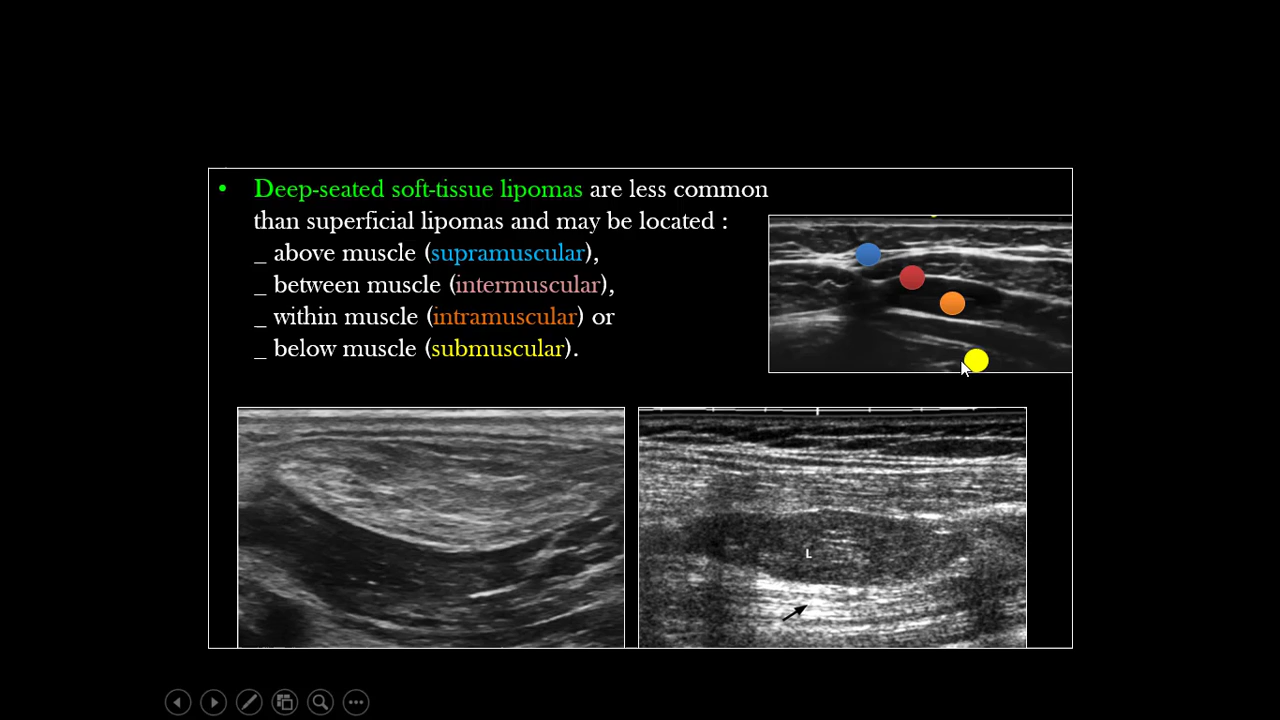 • Deep-seated soft-tissue lipomas are less common
than superficial lipomas and may be located :
_ above muscle (supramuscular),
_ between muscle (intermuscular),
_ within muscle (intramuscular) or
_ below muscle (submuscular).
L